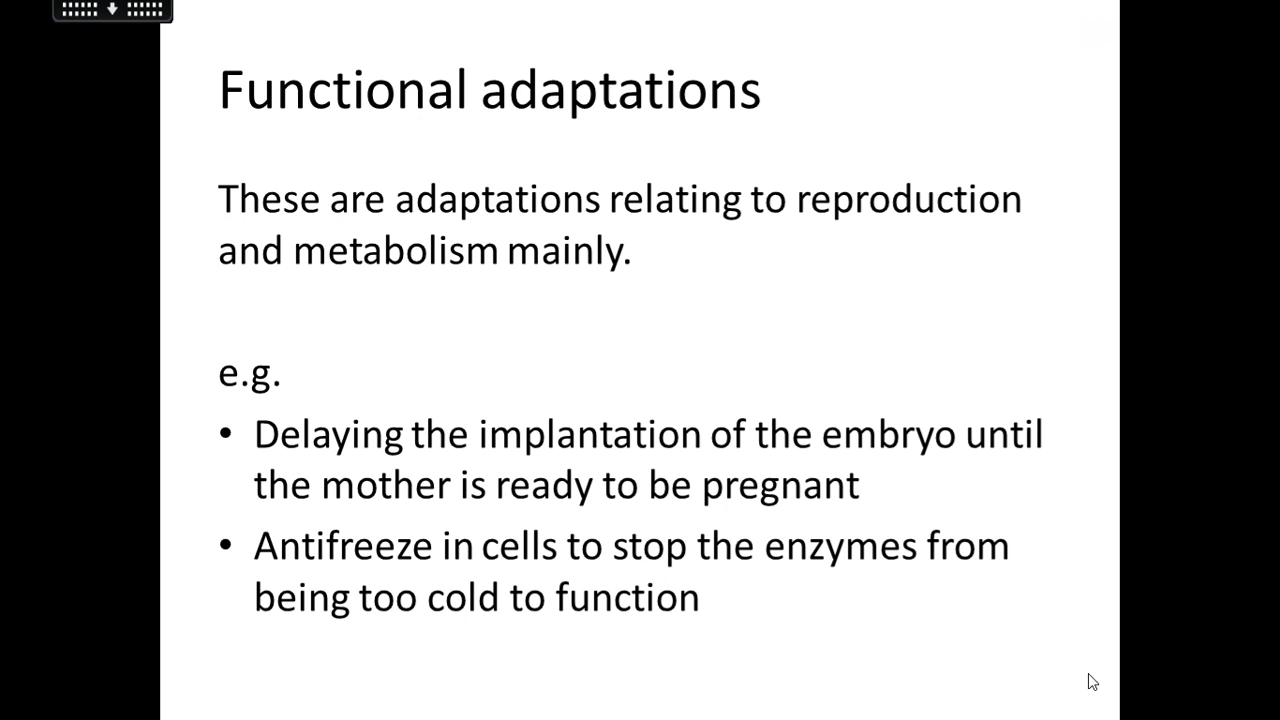 Functional adaptations
These are adaptations relating to reproduction
and metabolism mainly.
e.g.
• Delaying the implantation of the embryo until
the mother is ready to be pregnant
• Antifreeze in cells to stop the enzymes from
being too cold to function